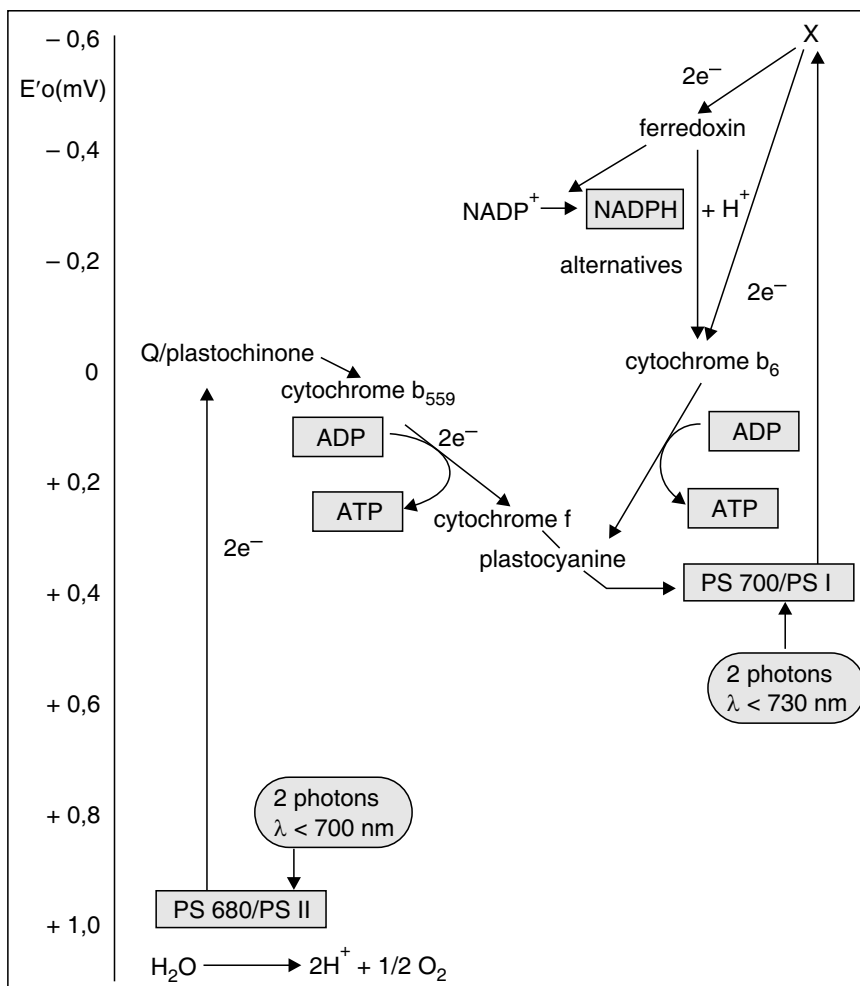 – 0,6
X
E′o(mV)
2e⁻
ferredoxin
– 0,4
NADP⁺
NADPH
+ H⁺
– 0,2
alternatives
2e⁻
Q/plastochinone
0
cytochrome b₆
cytochrome b₅₅₉
ADP
2e⁻
ADP
+ 0,2
ATP
cytochrome f
ATP
2e⁻
plastocyanine
+ 0,4
PS 700/PS I
2 photons
λ < 730 nm
+ 0,6
2 photons
λ < 700 nm
+ 0,8
PS 680/PS II
+ 1,0
H₂O → 2H⁺ + 1/2 O₂